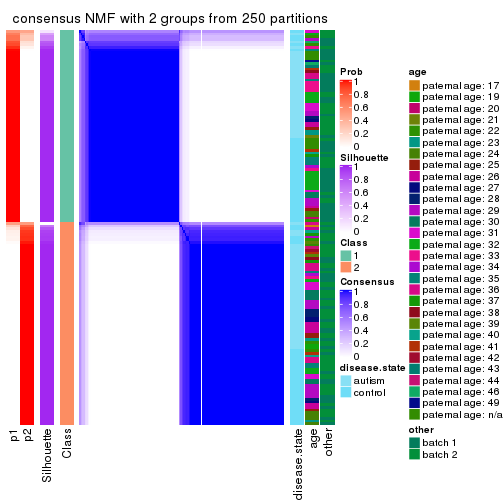 consensus NMF with 2 groups from 250 partitions
Prob
1
0.8
0.6
0.4
0.2
0
Silhouette
1
0.8
0.6
0.4
0.2
0
Class
1
2
Consensus
1
0.8
0.6
0.4
0.2
0
disease.state
autism
control
age
paternal age: 17
paternal age: 19
paternal age: 20
paternal age: 21
paternal age: 22
paternal age: 23
paternal age: 24
paternal age: 25
paternal age: 26
paternal age: 27
paternal age: 28
paternal age: 29
paternal age: 30
paternal age: 31
paternal age: 32
paternal age: 33
paternal age: 34
paternal age: 35
paternal age: 36
paternal age: 37
paternal age: 38
paternal age: 39
paternal age: 40
paternal age: 41
paternal age: 42
paternal age: 43
paternal age: 44
paternal age: 46
paternal age: 49
paternal age: n/a
other
batch 1
batch 2
p1
p2
Silhouette
Class
disease.state
age
other